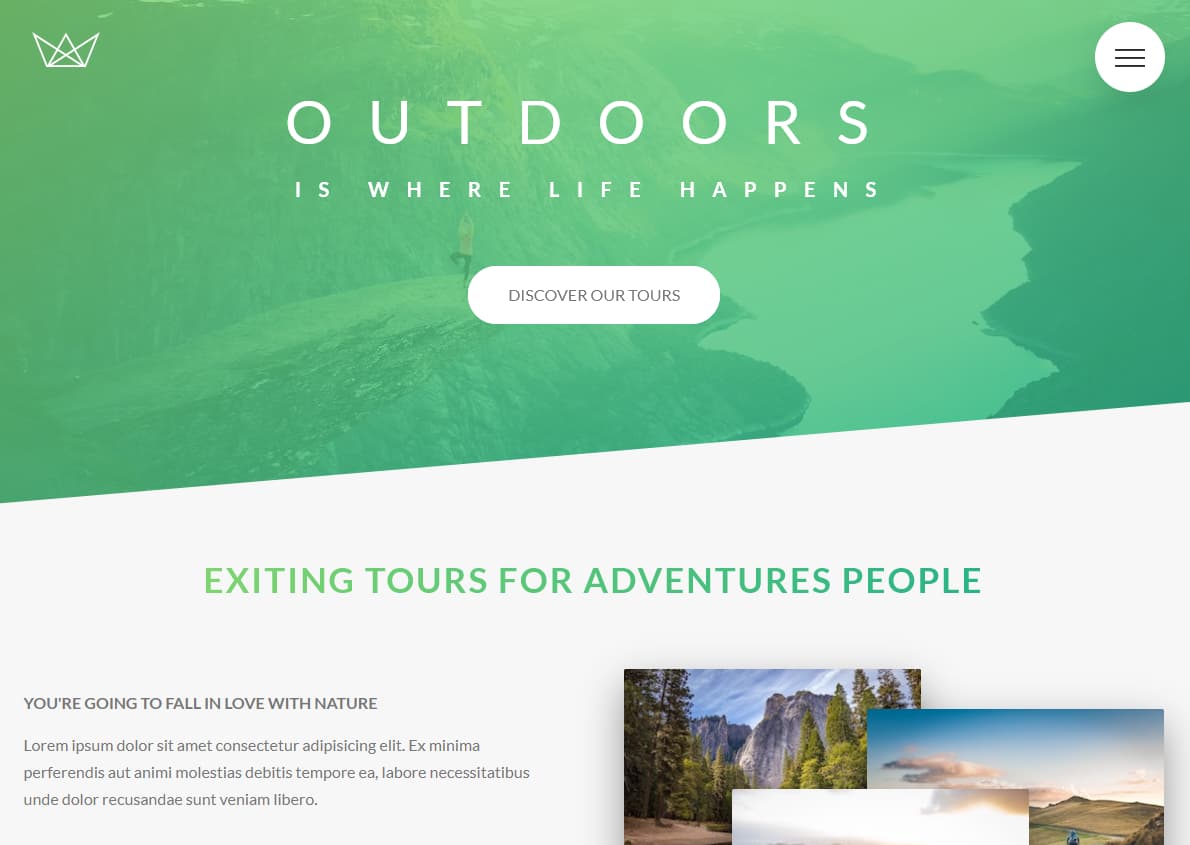 OUTDOORS
IS WHERE LIFE HAPPENS
DISCOVER OUR TOURS
EXITING TOURS FOR ADVENTURES PEOPLE
YOU'RE GOING TO FALL IN LOVE WITH NATURE
Lorem ipsum dolor sit amet consectetur adipisicing elit. Ex minima
perferendis aut animi molestias debitis tempore ea, labore necessitatibus
unde dolor recusandae sunt veniam libero.